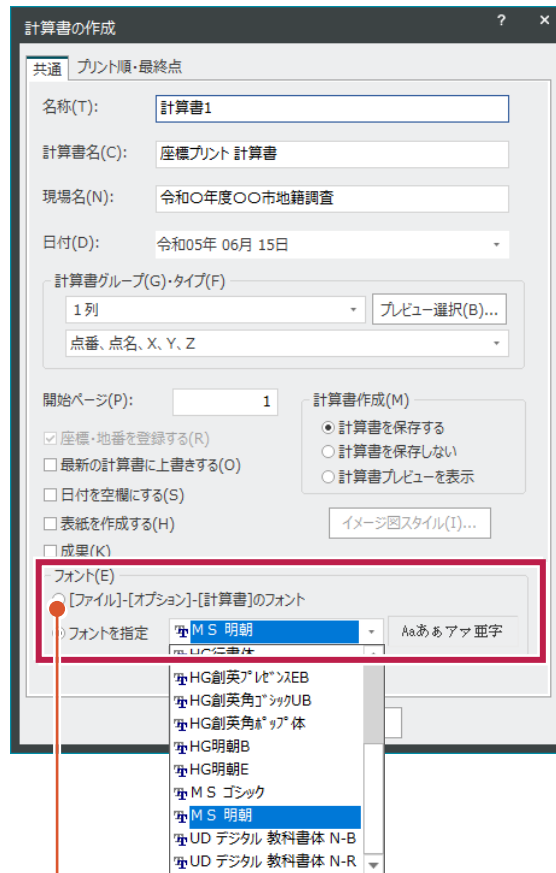 計算書の作成 ? ×
共通 プリント順・最終点
名称(T): 計算書1
計算書名(C): 座標プリント 計算書
現場名(N): 令和〇年度〇〇市地籍調査
日付(D): 令和05年 06月 15日
計算書グループ(G)・タイプ(F)
1列 プレビュー選択(B)...
点番、点名、X、Y、Z
開始ページ(P): 1
計算書作成(M)
計算書を保存する
計算書を保存しない
計算書プレビューを表示
座標・地番を登録する(R)
最新の計算書に上書きする(O)
日付を空欄にする(S)
表紙を作成する(H)
イメージ図スタイル(I)...
成果(K)
フォント(E)
[ファイル]-[オプション]-[計算書]のフォント
フォントを指定 ＭＳ 明朝 Aaあぁアァ亜字
HG行書体
HG創英ﾌﾟﾚｾﾞﾝｽEB
HG創英角ｺﾞｼｯｸUB
HG創英角ﾎﾟｯﾌﾟ体
HG明朝B
HG明朝E
ＭＳ ゴシック
ＭＳ 明朝
UD デジタル 教科書体 N-B
UD デジタル 教科書体 N-R